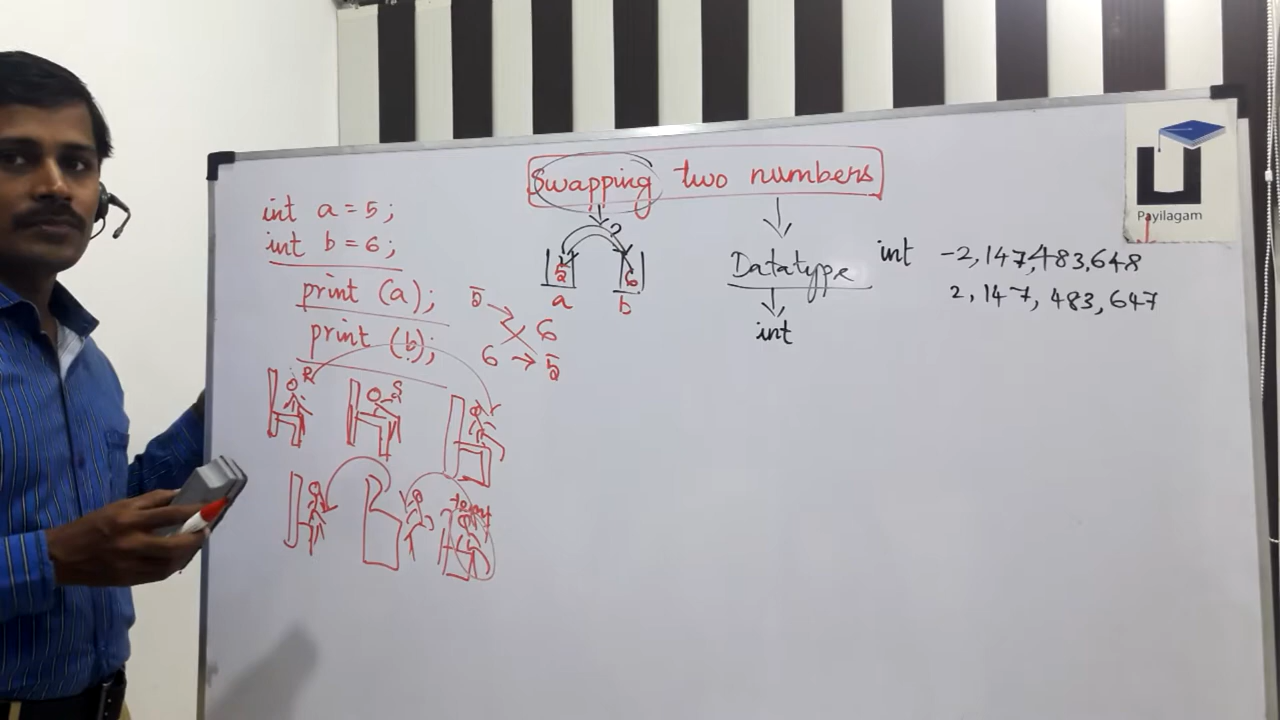 Swapping two numbers
int a = 5;
int b = 6;
print (a);
print (b);
5 6
a b
5 6
6 → 5
Datatype
int
int -2,147,483,648
2,147,483,647
R S
temp
Payilagam